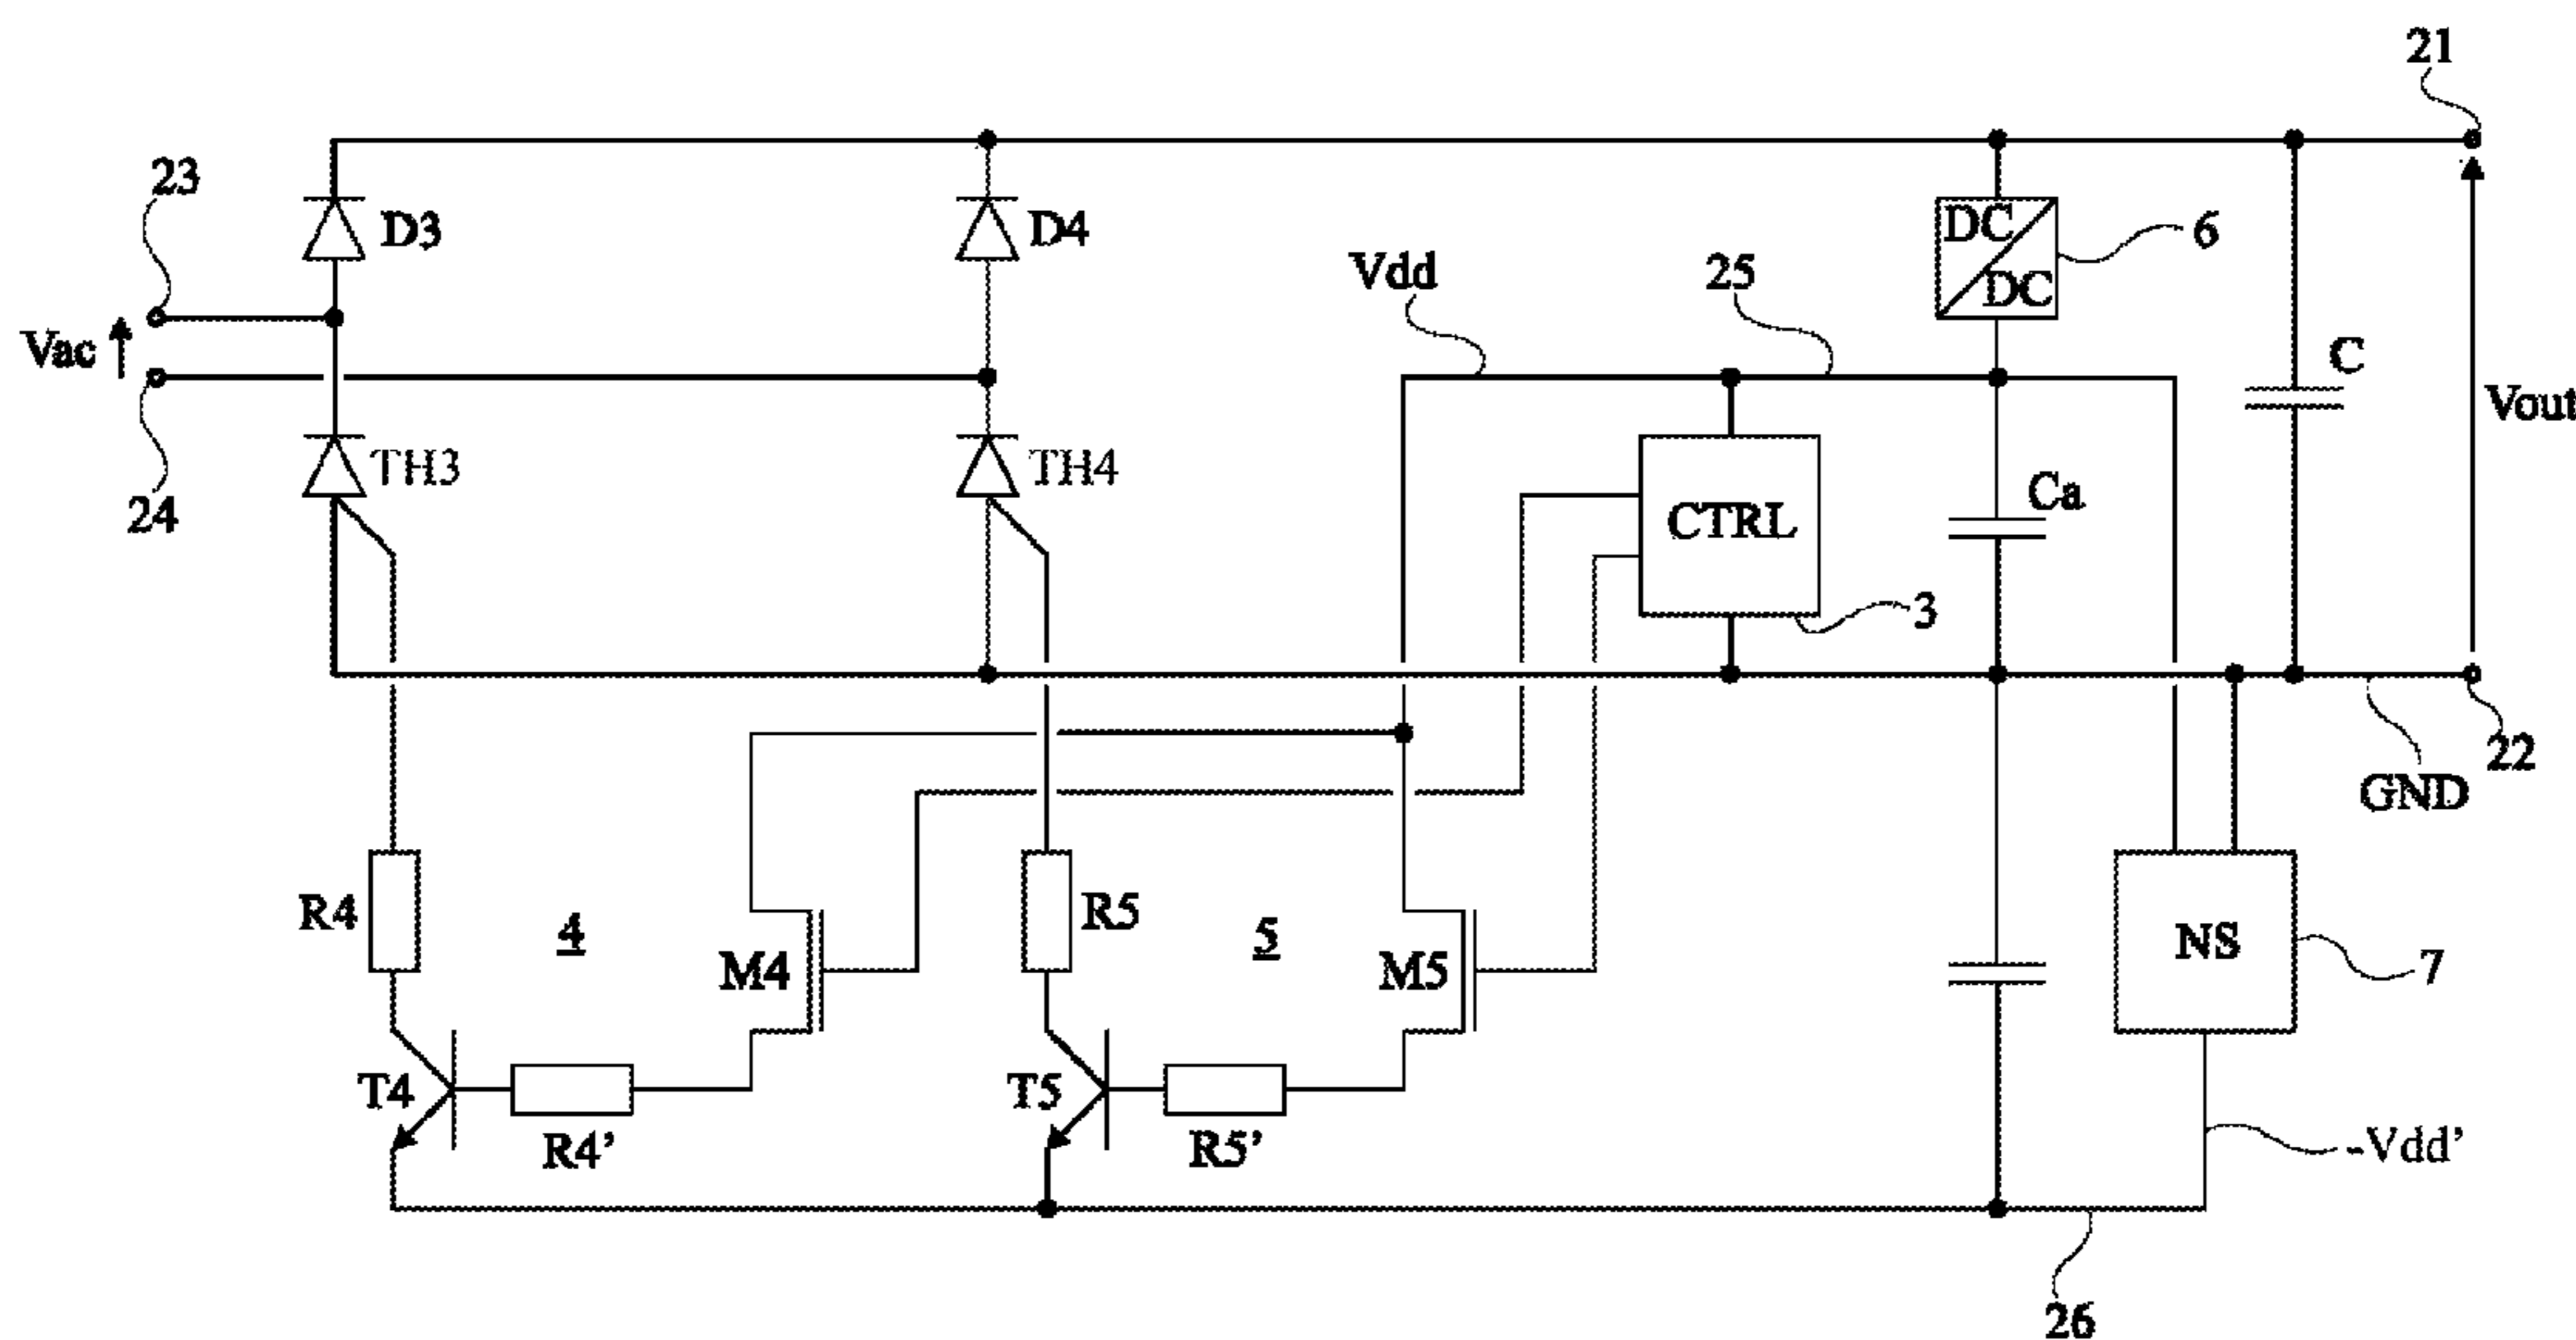 21
23
D3
D4
DC
DC
6
Vdd
25
Vac
C
Vout
TH3
TH4
24
Ca
CTRL
3
22
GND
R4
4
M4
R5
5
M5
NS
7
T4
R4’
T5
R5’
-Vdd’
26